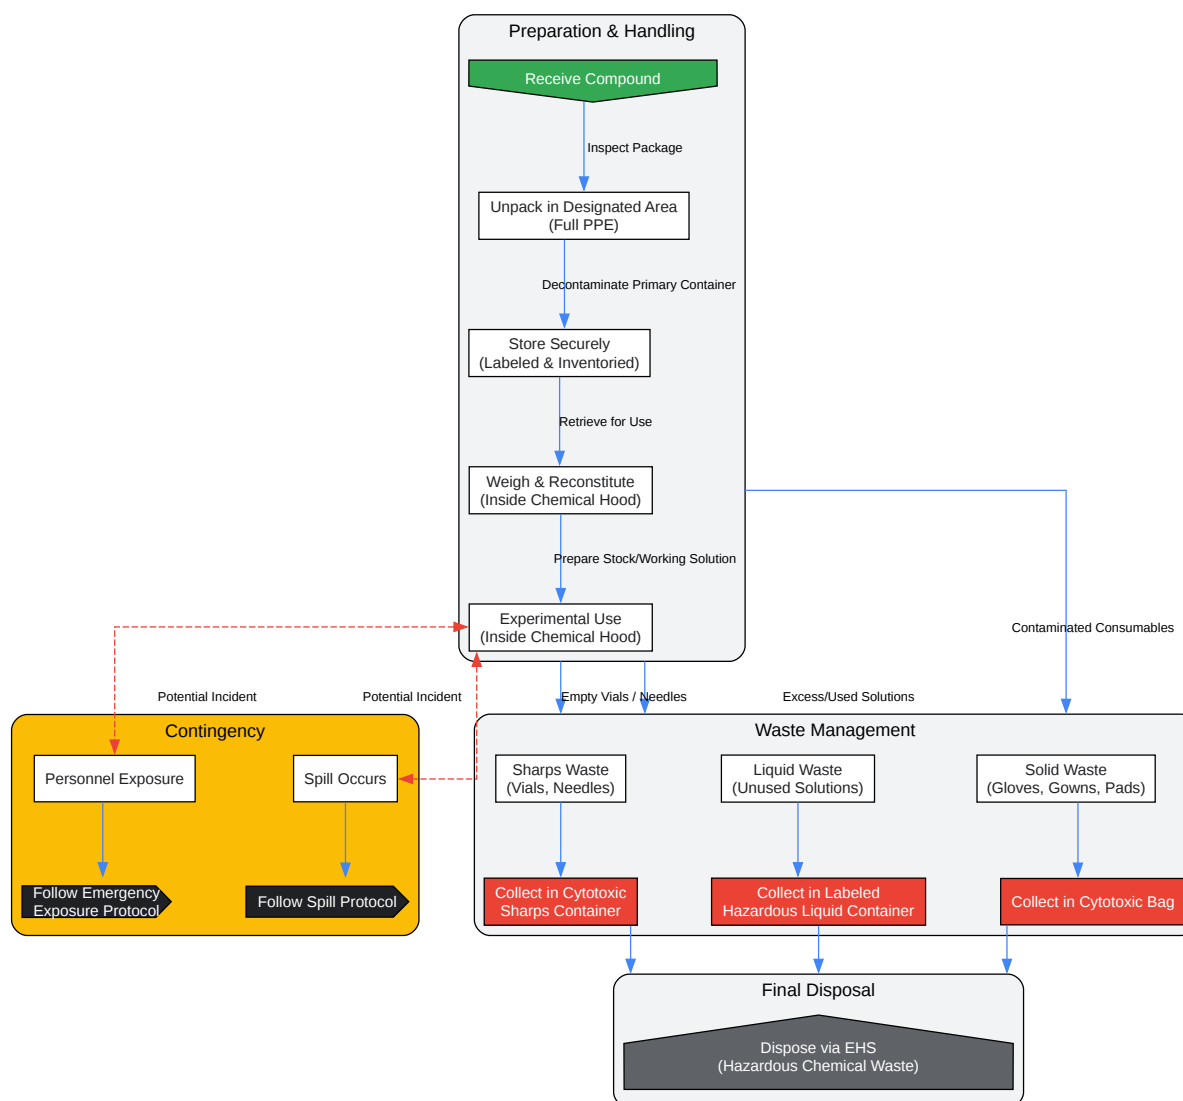 Preparation & Handling
Receive Compound
Inspect Package
Unpack in Designated Area
(Full PPE)
Decontaminate Primary Container
Store Securely
(Labeled & Inventoried)
Retrieve for Use
Weigh & Reconstitute
(Inside Chemical Hood)
Prepare Stock/Working Solution
Experimental Use
(Inside Chemical Hood)
Contaminated Consumables
Potential Incident
Potential Incident
Empty Vials / Needles
Excess/Used Solutions
Contingency
Personnel Exposure
Spill Occurs
Follow Emergency
Exposure Protocol
Follow Spill Protocol
Waste Management
Sharps Waste
(Vials, Needles)
Liquid Waste
(Unused Solutions)
Solid Waste
(Gloves, Gowns, Pads)
Collect in Cytotoxic
Sharps Container
Collect in Labeled
Hazardous Liquid Container
Collect in Cytotoxic Bag
Final Disposal
Dispose via EHS
(Hazardous Chemical Waste)